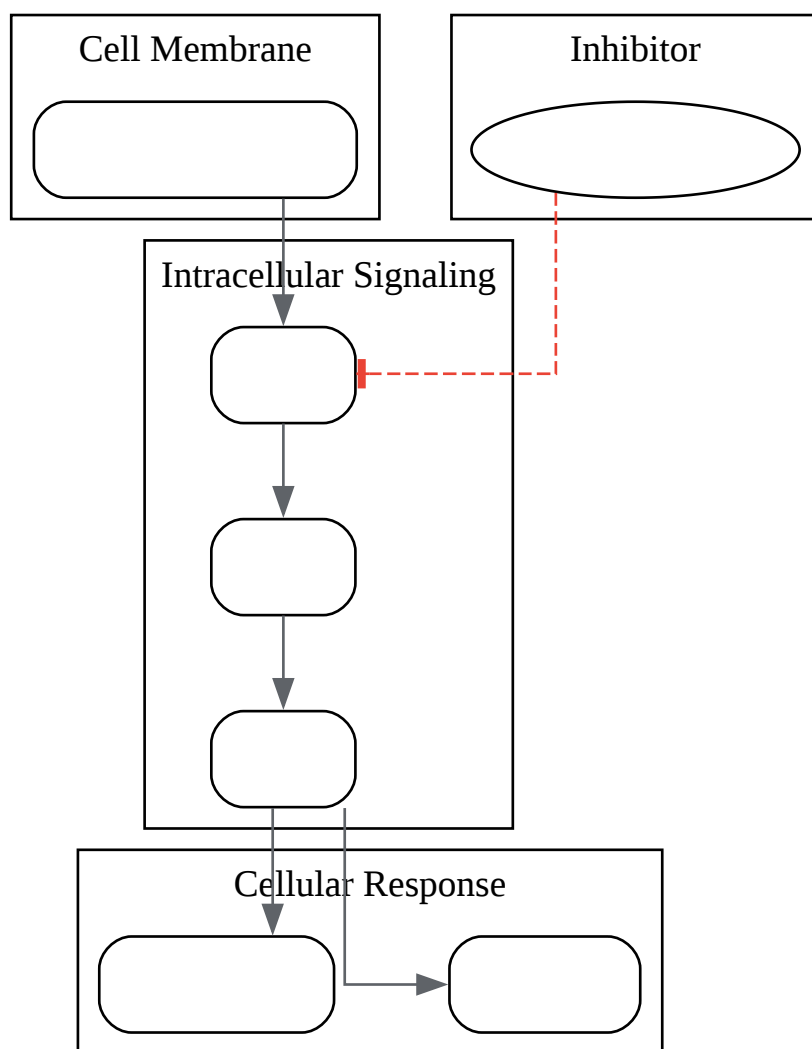 Cell Membrane
Inhibitor
Intracellular Signaling
Cellular Response